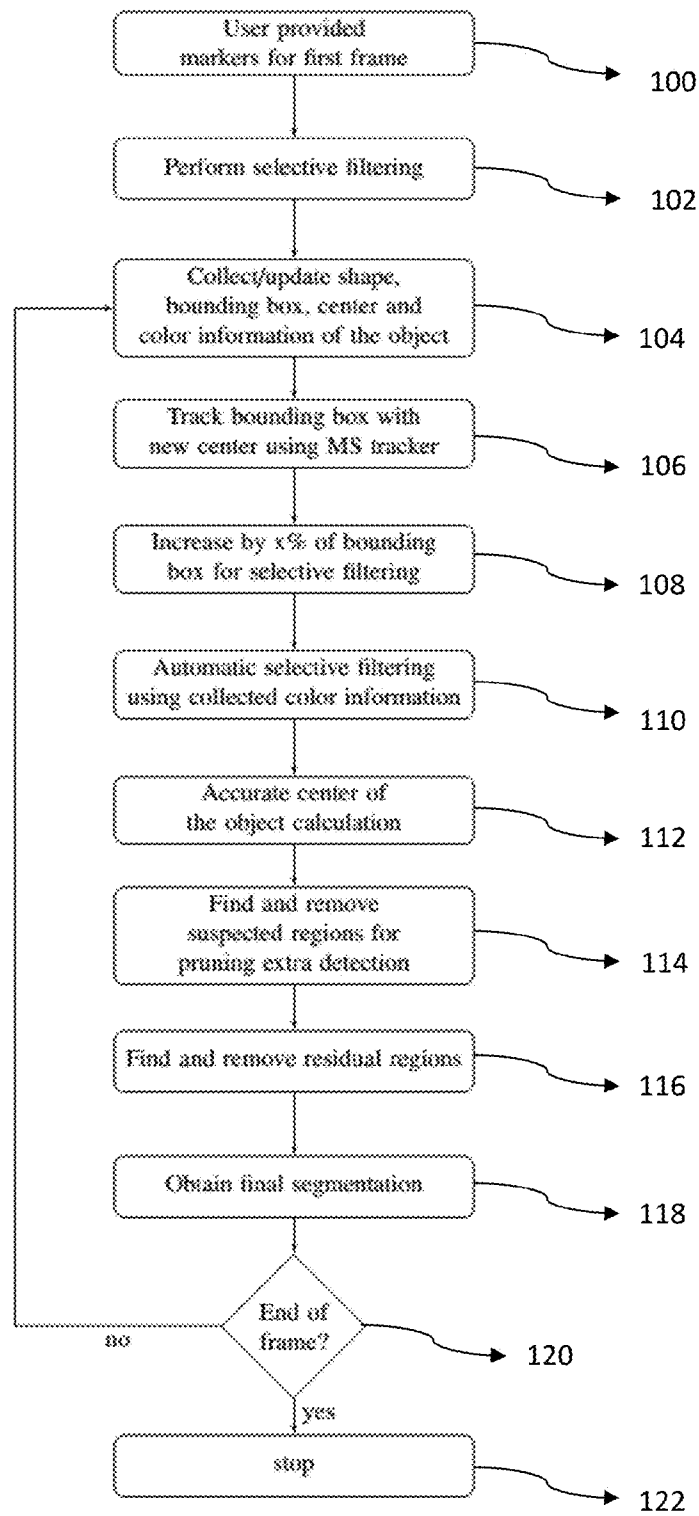 User provided
markers for first frame
100
Perform selective filtering
102
Collect/update shape,
bounding box, center and
color information of the object
104
Track bounding box with
new center using MS tracker
106
Increase by x% of bounding
box for selective filtering
108
Automatic selective filtering
using collected color information
110
Accurate center of
the object calculation
112
Find and remove
suspected regions for
pruning extra detection
114
Find and remove residual regions
116
Obtain final segmentation
118
End of
frame?
120
no
yes
stop
122